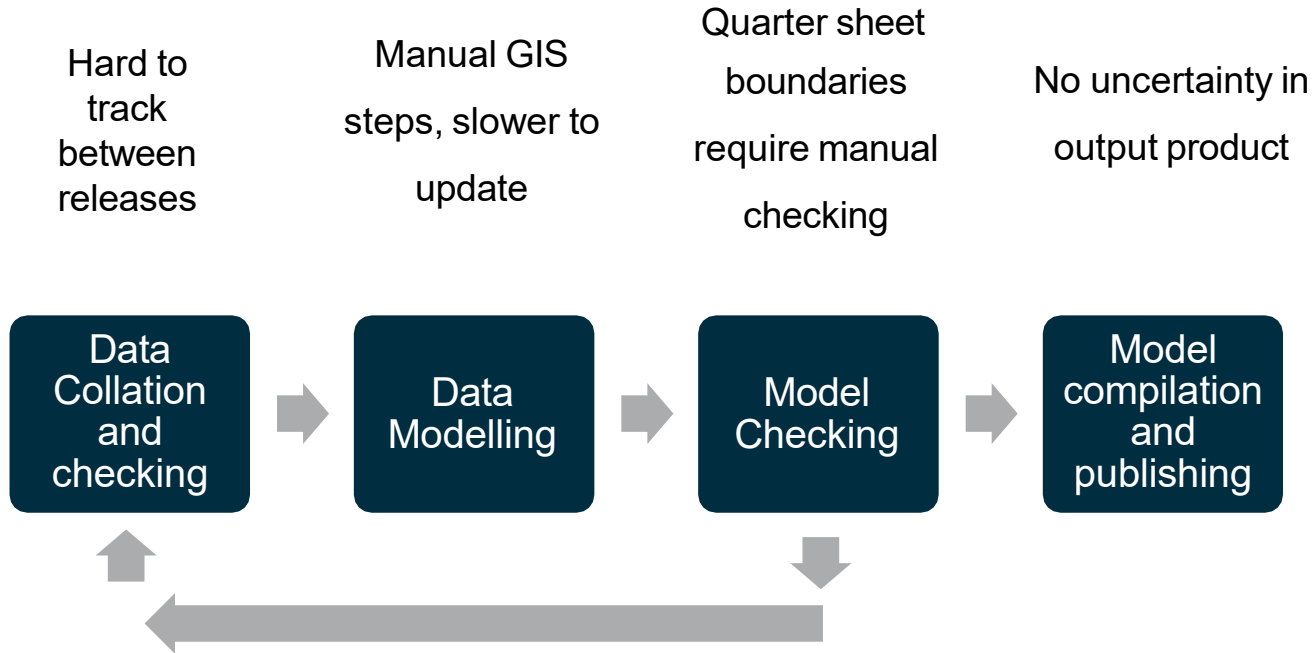 Hard to
track
between
releases
Manual GIS
steps, slower to
update
Quarter sheet
boundaries
require manual
checking
No uncertainty in
output product
Data
Collation
and
checking
Data
Modelling
Model
Checking
Model
compilation
and
publishing